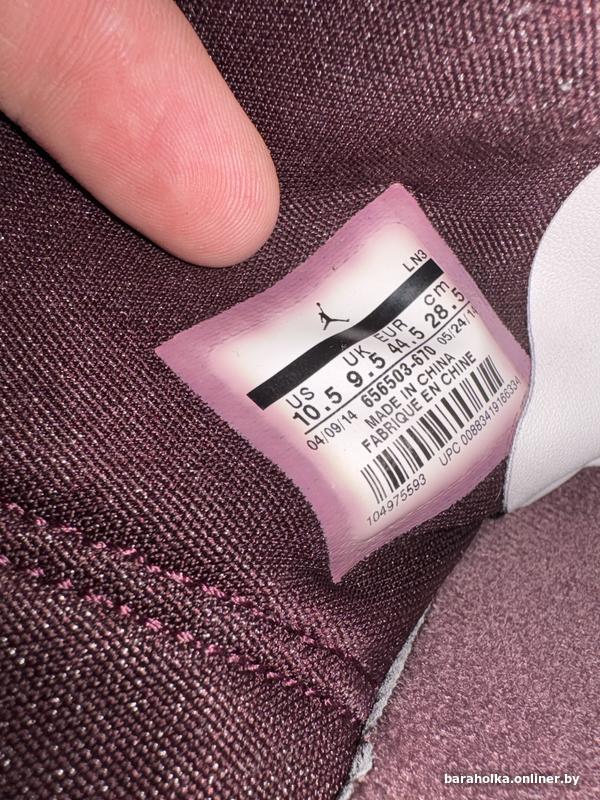 LN3
US UK EUR cm
10.5 9.5 44.5 28.5
04/09/14 656503-670 05/24/14
MADE IN CHINA
FABRIQUE EN CHINE
104975593 UPC 00883419166334
baraholka.onliner.by